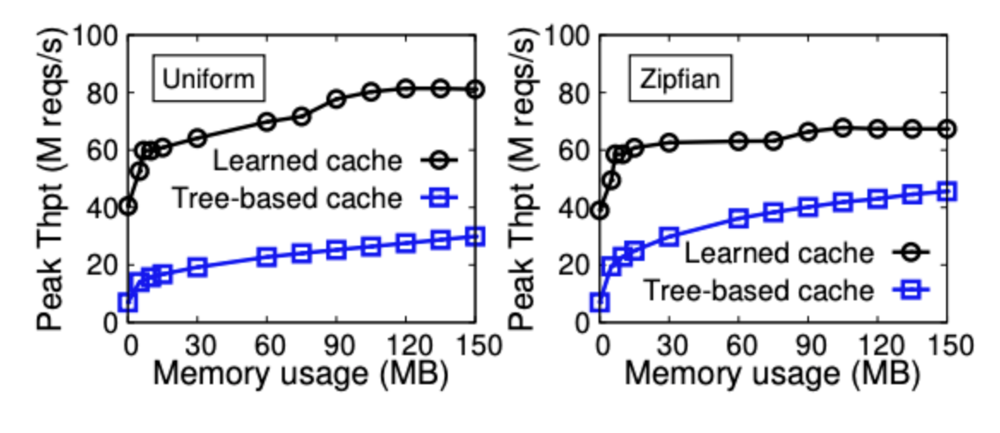 Peak Thpt (M reqs/s)
100
80
60
40
20
0
Uniform
Learned cache
Tree-based cache
0 30 60 90 120 150
Memory usage (MB)
Peak Thpt (M reqs/s)
100
80
60
40
20
0
Zipfian
Learned cache
Tree-based cache
0 30 60 90 120 150
Memory usage (MB)